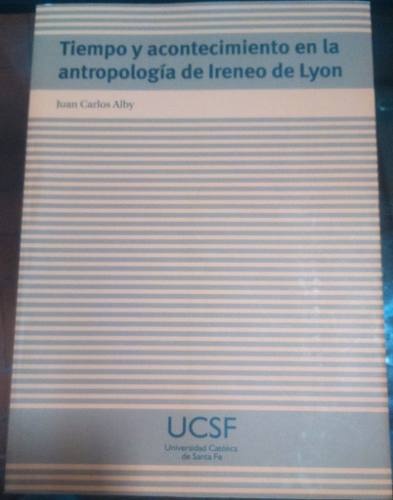 Tiempo y acontecimiento en la
antropología de Ireneo de Lyon
Juan Carlos Alby
UCSF
Universidad Católica
de Santa Fe